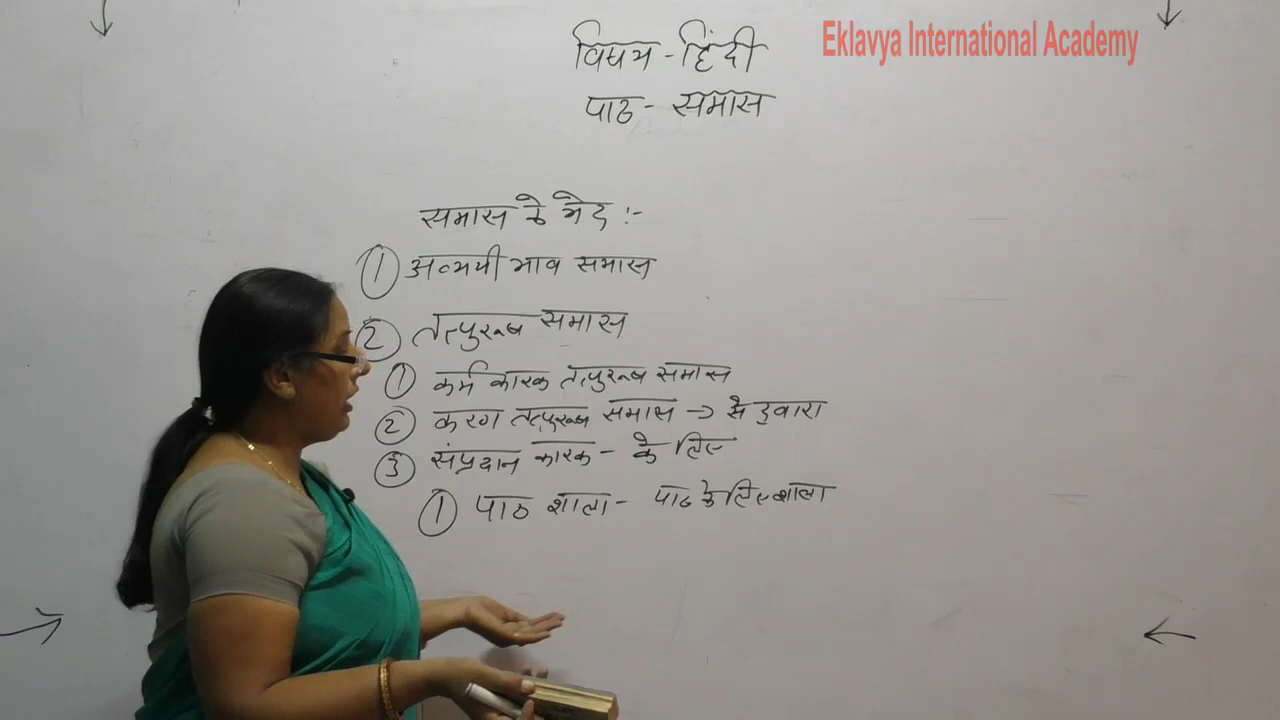 Eklavya International Academy
विषय - हिंदी
पाठ - समास
समास के भेद :-
① अव्ययी भाव समास
② तत्पुरूष समास
① कर्म कारक तत्पुरूष समास
② करण तत्पुरूष समास → से द्वारा
③ संप्रदान कारक - के लिए
① पाठ शाला - पाठ के लिए शाला